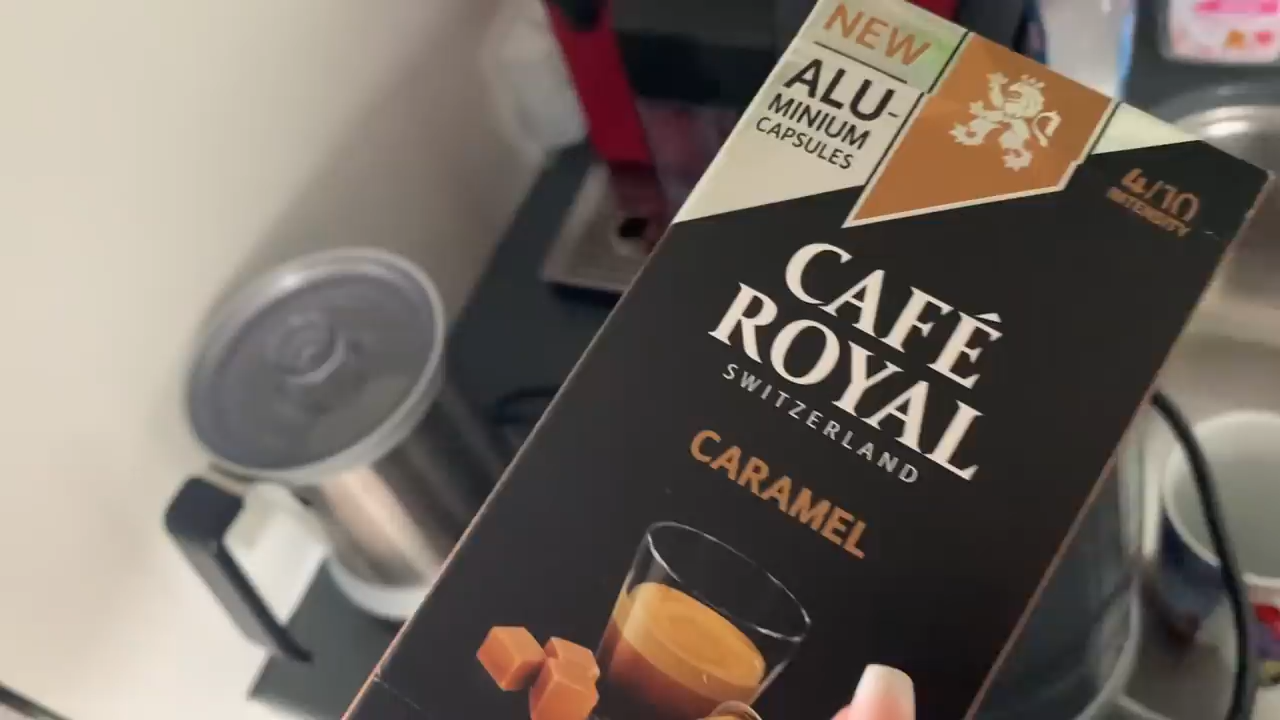 NEW
ALU-
MINIUM
CAPSULES
4/10
INTENSITY
CAFÉ
ROYAL
SWITZERLAND
CARAMEL